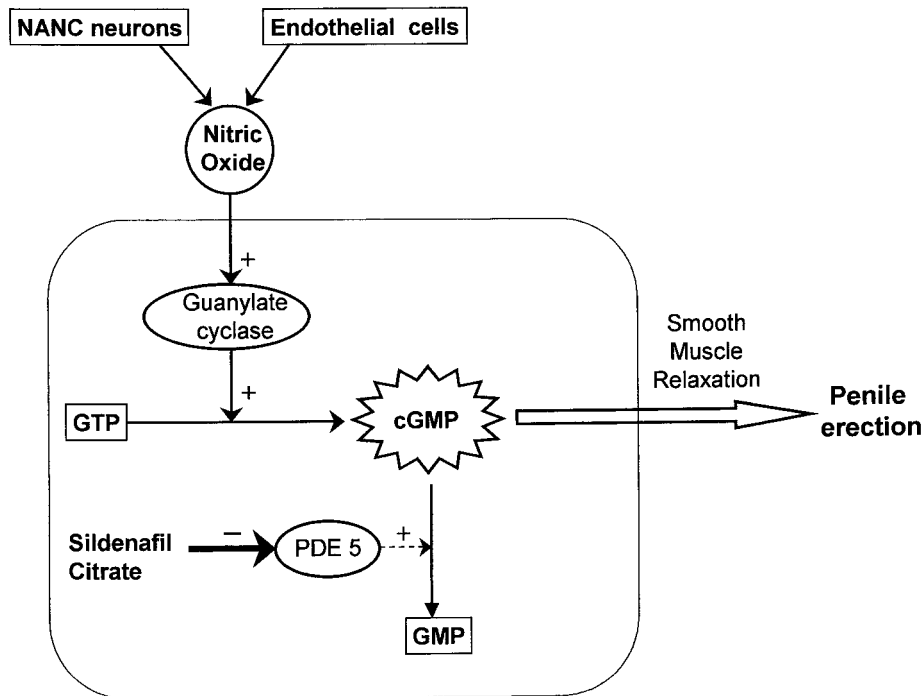 NANC neurons
Endothelial cells
Nitric
Oxide
+
Guanylate
cyclase
+
GTP
cGMP
Smooth
Muscle
Relaxation
Penile
erection
Sildenafil
Citrate
−
PDE 5
+
GMP